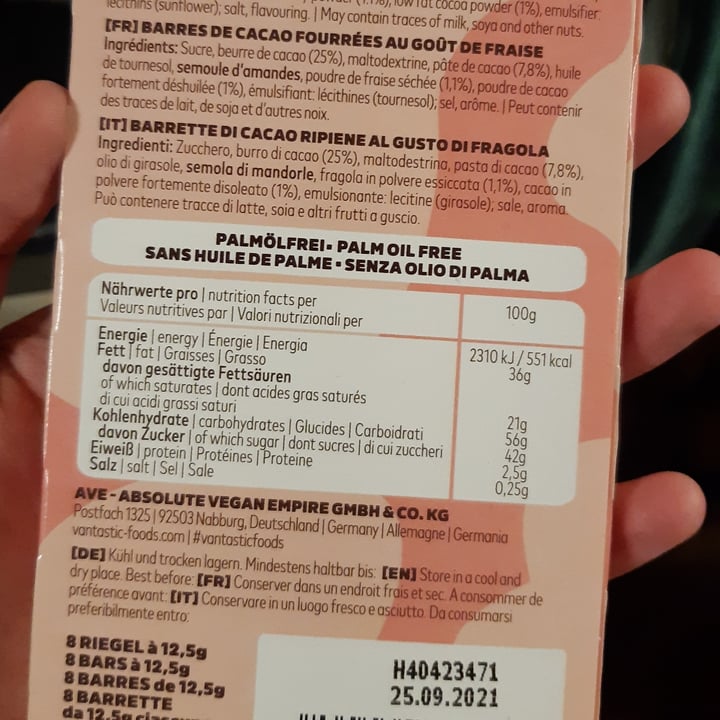 low fat cocoa powder (1%), emulsifier:
lecithins (sunflower); salt, flavouring. | May contain traces of milk, soya and other nuts.
[FR] BARRES DE CACAO FOURRÉES AU GOÛT DE FRAISE
Ingrédients: Sucre, beurre de cacao (25%), maltodextrine, pâte de cacao (7,8%), huile
de tournesol, semoule d'amandes, poudre de fraise séchée (1,1%), poudre de cacao
fortement déshuilée (1%), émulsifiant: lécithines (tournesol); sel, arôme. | Peut contenir
des traces de lait, de soja et d'autres noix.
[IT] BARRETTE DI CACAO RIPIENE AL GUSTO DI FRAGOLA
Ingredienti: Zucchero, burro di cacao (25%), maltodestrina, pasta di cacao (7,8%),
olio di girasole, semola di mandorle, fragola in polvere essiccata (1,1%), cacao in
polvere fortemente disoleato (1%), emulsionante: lecitine (girasole); sale, aroma.
Può contenere tracce di latte, soia e altri frutti a guscio.
PALMÖLFREI • PALM OIL FREE
SANS HUILE DE PALME • SENZA OLIO DI PALMA
Nährwerte pro | nutrition facts per
Valeurs nutritives par | Valori nutrizionali per 100g
Energie | energy | Énergie | Energia 2310 kJ / 551 kcal
Fett | fat | Graisses | Grasso 36g
davon gesättigte Fettsäuren
of which saturates | dont acides gras saturés
di cui acidi grassi saturi 21g
Kohlenhydrate | carbohydrates | Glucides | Carboidrati 56g
davon Zucker | of which sugar | dont sucres | di cui zuccheri 42g
Eiweiß | protein | Protéines | Proteine 2,5g
Salz | salt | Sel | Sale 0,25g
AVE - ABSOLUTE VEGAN EMPIRE GMBH & CO. KG
Postfach 1325 | 92503 Nabburg, Deutschland | Germany | Allemagne | Germania
vantastic-foods.com | #vantasticfoods
[DE] Kühl und trocken lagern. Mindestens haltbar bis: [EN] Store in a cool and
dry place. Best before: [FR] Conserver dans un endroit frais et sec. A consommer de
préférence avant: [IT] Conservare in un luogo fresco e asciutto. Da consumarsi
preferibilmente entro:
8 RIEGEL à 12,5g
8 BARS à 12,5g
8 BARRES de 12,5g
8 BARRETTE
da 12,5g
H40423471
25.09.2021